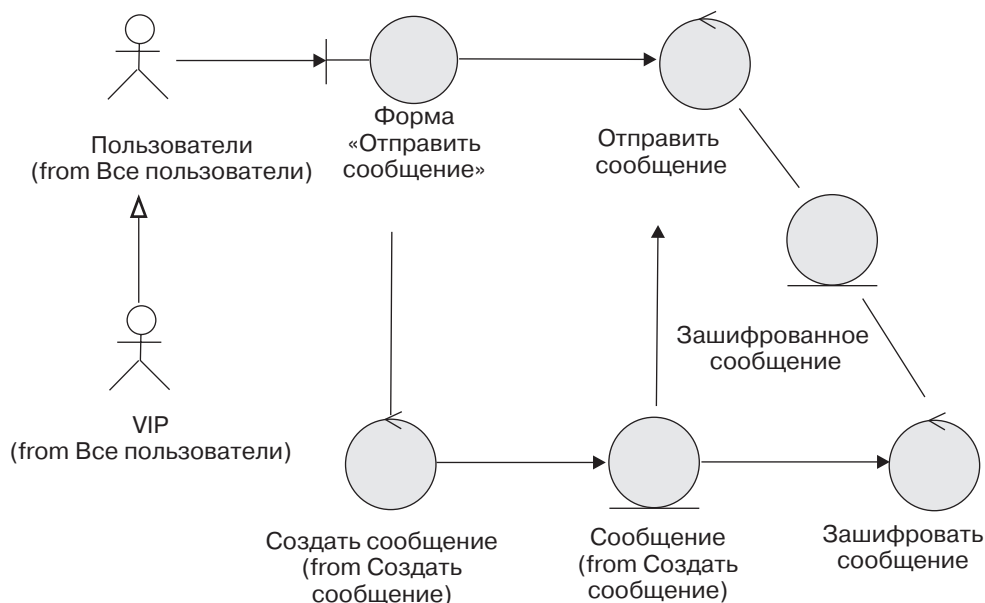 Пользователи
(from Все пользователи)
Форма
«Отправить
сообщение»
Отправить
сообщение
Зашифрованное
сообщение
VIP
(from Все пользователи)
Создать сообщение
(from Создать
сообщение)
Сообщение
(from Создать
сообщение)
Зашифровать
сообщение